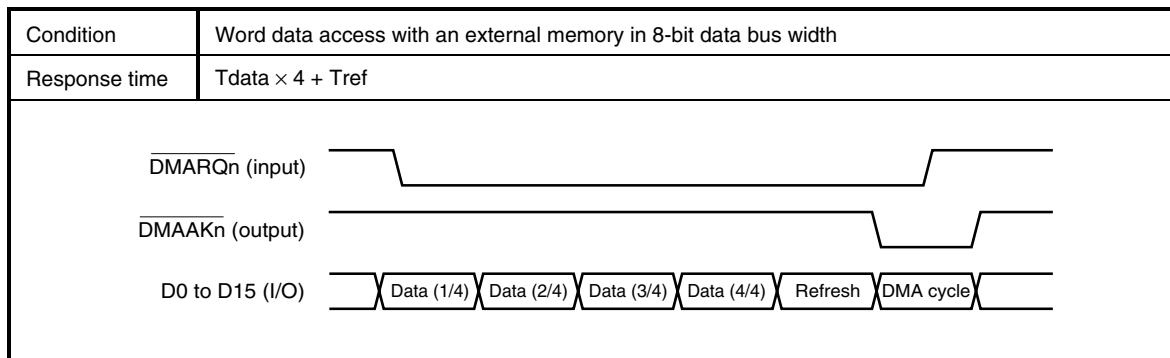 Condition Word data access with an external memory in 8-bit data bus width
Response time Tdata × 4 + Tref
DMARQn (input)
DMAAKn (output)
D0 to D15 (I/O) Data (1/4) Data (2/4) Data (3/4) Data (4/4) Refresh DMA cycle